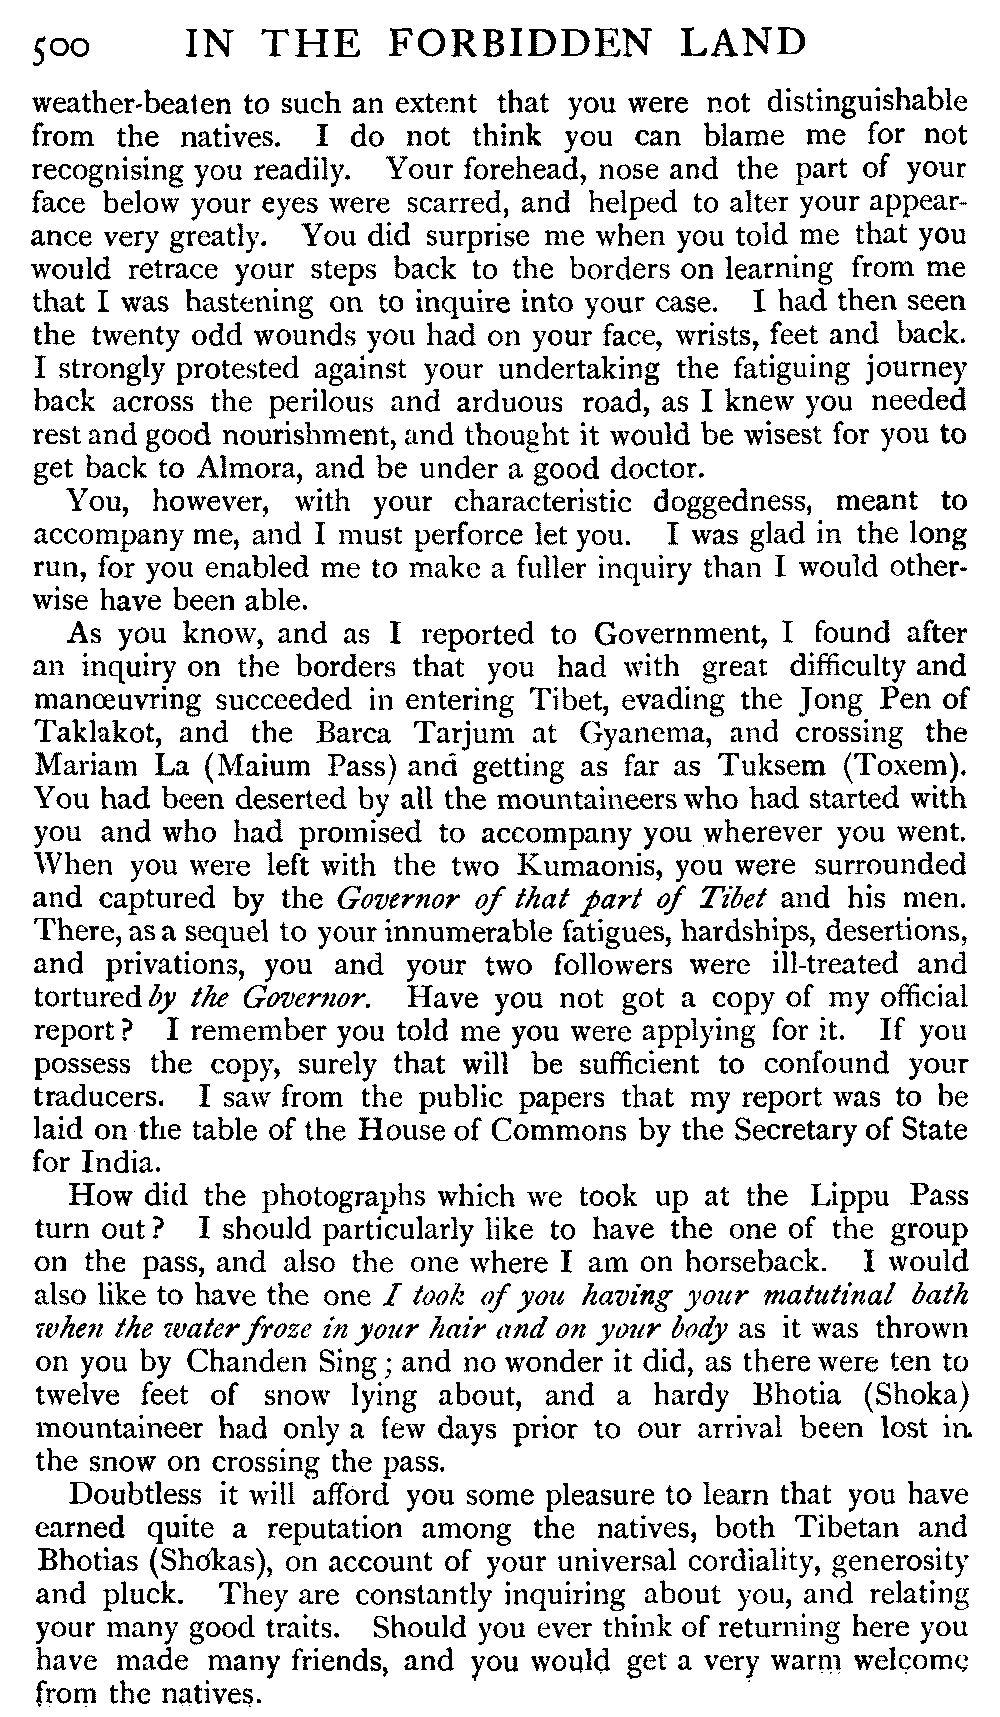 500 IN THE FORBIDDEN LAND
weather-beaten to such an extent that you were not distinguishable
from the natives. I do not think you can blame me for not
recognising you readily. Your forehead, nose and the part of your
face below your eyes were scarred, and helped to alter your appear-
ance very greatly. You did surprise me when you told me that you
would retrace your steps back to the borders on learning from me
that I was hastening on to inquire into your case. I had then seen
the twenty odd wounds you had on your face, wrists, feet and back.
I strongly protested against your undertaking the fatiguing journey
back across the perilous and arduous road, as I knew you needed
rest and good nourishment, and thought it would be wisest for you to
get back to Almora, and be under a good doctor.
You, however, with your characteristic doggedness, meant to
accompany me, and I must perforce let you. I was glad in the long
run, for you enabled me to make a fuller inquiry than I would other-
wise have been able.
As you know, and as I reported to Government, I found after
an inquiry on the borders that you had with great difficulty and
manœuvring succeeded in entering Tibet, evading the Jong Pen of
Taklakot, and the Barca Tarjum at Gyanema, and crossing the
Mariam La (Maium Pass) and getting as far as Tuksem (Toxem).
You had been deserted by all the mountaineers who had started with
you and who had promised to accompany you wherever you went.
When you were left with the two Kumaonis, you were surrounded
and captured by the Governor of that part of Tibet and his men.
There, as a sequel to your innumerable fatigues, hardships, desertions,
and privations, you and your two followers were ill-treated and
tortured by the Governor. Have you not got a copy of my official
report? I remember you told me you were applying for it. If you
possess the copy, surely that will be sufficient to confound your
traducers. I saw from the public papers that my report was to be
laid on the table of the House of Commons by the Secretary of State
for India.
How did the photographs which we took up at the Lippu Pass
turn out? I should particularly like to have the one of the group
on the pass, and also the one where I am on horseback. I would
also like to have the one I took of you having your matutinal bath
when the water froze in your hair and on your body as it was thrown
on you by Chanden Sing; and no wonder it did, as there were ten to
twelve feet of snow lying about, and a hardy Bhotia (Shoka)
mountaineer had only a few days prior to our arrival been lost in
the snow on crossing the pass.
Doubtless it will afford you some pleasure to learn that you have
earned quite a reputation among the natives, both Tibetan and
Bhotias (Shokas), on account of your universal cordiality, generosity
and pluck. They are constantly inquiring about you, and relating
your many good traits. Should you ever think of returning here you
have made many friends, and you would get a very warm welcome
from the natives.